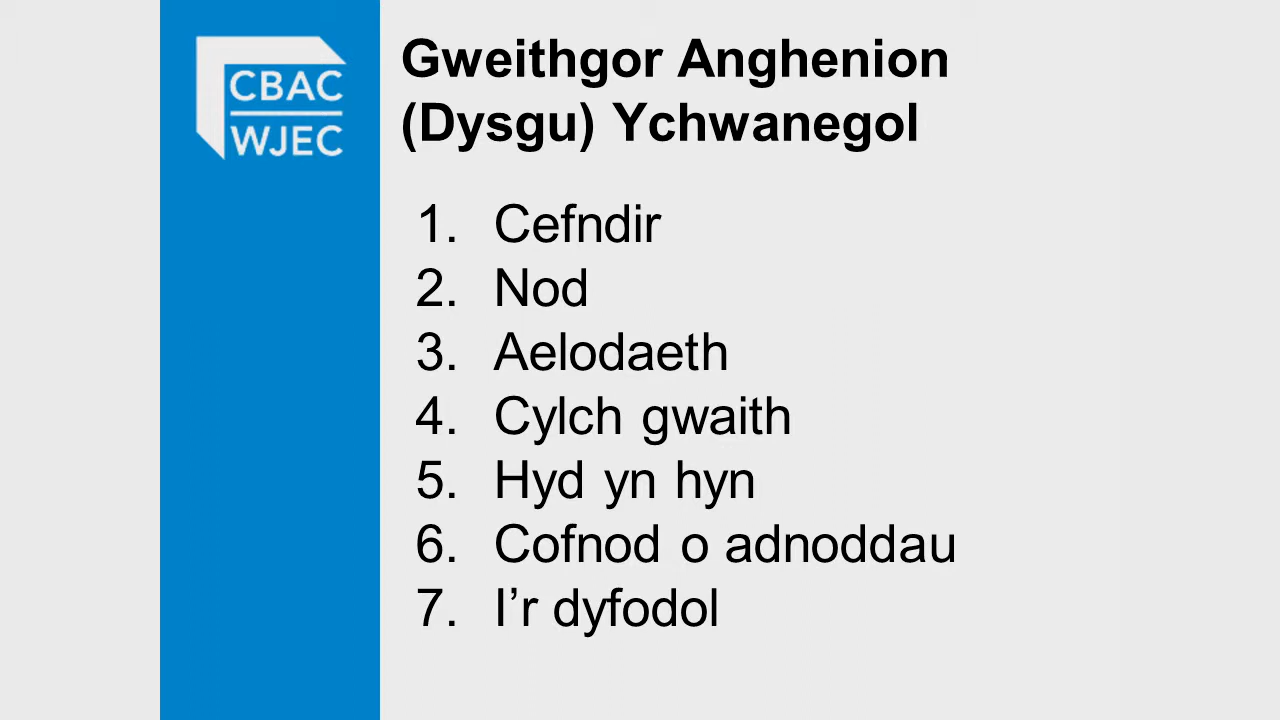 CBAC
WJEC
Gweithgor Anghenion
(Dysgu) Ychwanegol
1. Cefndir
2. Nod
3. Aelodaeth
4. Cylch gwaith
5. Hyd yn hyn
6. Cofnod o adnoddau
7. I’r dyfodol